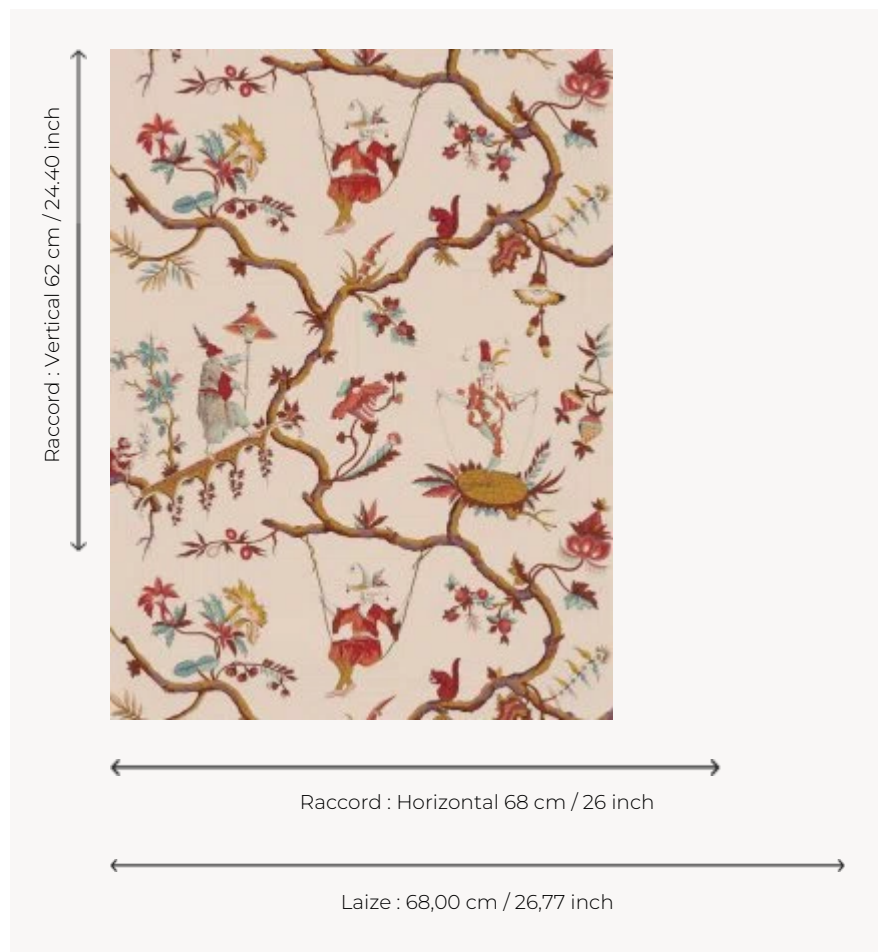 Raccord : Vertical 62 cm / 24.40 inch
Raccord : Horizontal 68 cm / 26 inch
Laize : 68,00 cm / 26,77 inch